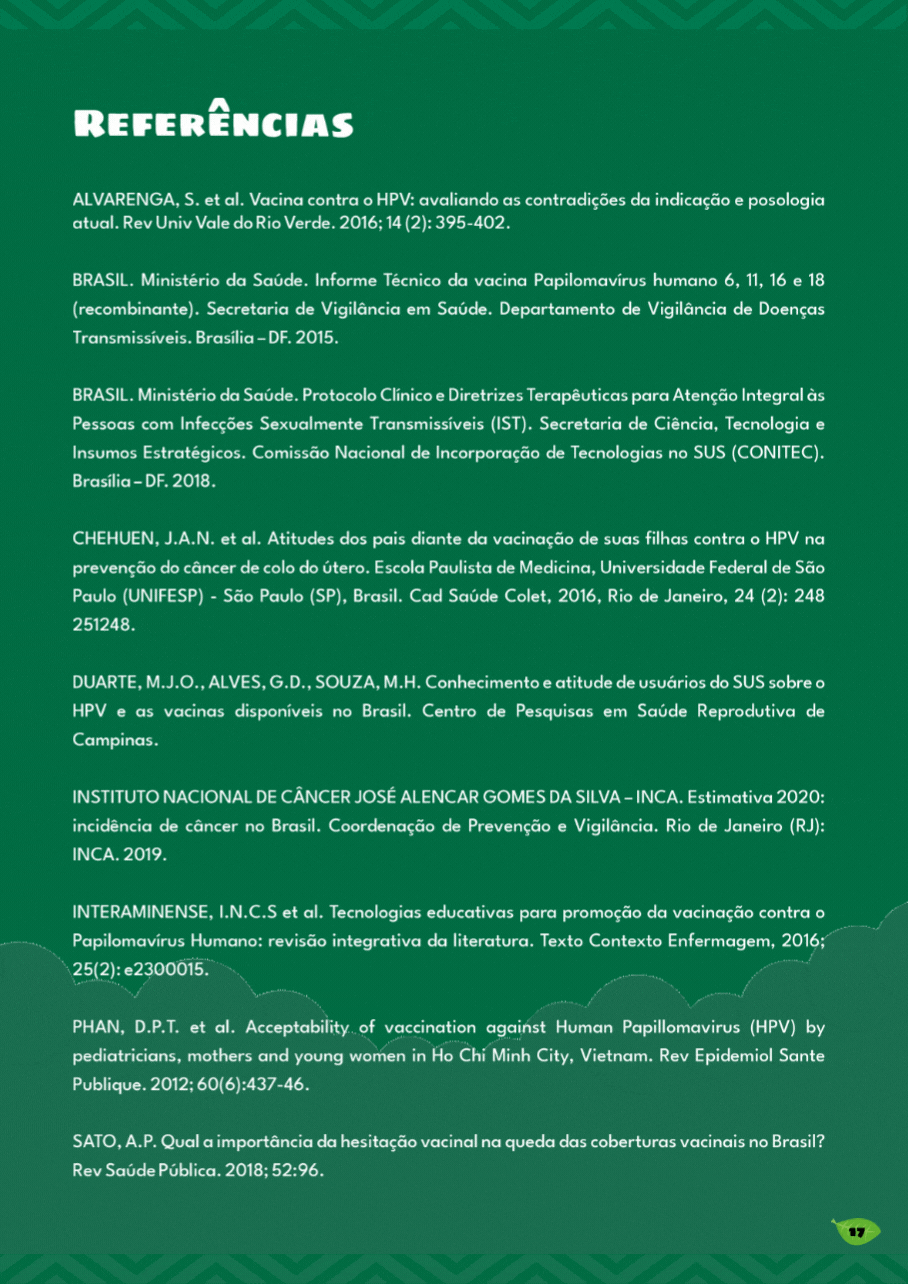 REFERÊNCIAS
ALVARENGA, S. et al. Vacina contra o HPV: avaliando as contradições da indicação e posologia
atual. Rev Univ Vale do Rio Verde. 2016; 14 (2): 395-402.
BRASIL. Ministério da Saúde. Informe Técnico da vacina Papilomavírus humano 6, 11, 16 e 18
(recombinante). Secretaria de Vigilância em Saúde. Departamento de Vigilância de Doenças
Transmissíveis. Brasília – DF. 2015.
BRASIL. Ministério da Saúde. Protocolo Clínico e Diretrizes Terapêuticas para Atenção Integral às
Pessoas com Infecções Sexualmente Transmissíveis (IST). Secretaria de Ciência, Tecnologia e
Insumos Estratégicos. Comissão Nacional de Incorporação de Tecnologias no SUS (CONITEC).
Brasília – DF. 2018.
CHEHUEN, J.A.N. et al. Atitudes dos pais diante da vacinação de suas filhas contra o HPV na
prevenção do câncer de colo do útero. Escola Paulista de Medicina, Universidade Federal de São
Paulo (UNIFESP) - São Paulo (SP), Brasil. Cad Saúde Colet, 2016, Rio de Janeiro, 24 (2): 248
251248.
DUARTE, M.J.O., ALVES, G.D., SOUZA, M.H. Conhecimento e atitude de usuários do SUS sobre o
HPV e as vacinas disponíveis no Brasil. Centro de Pesquisas em Saúde Reprodutiva de
Campinas.
INSTITUTO NACIONAL DE CÂNCER JOSÉ ALENCAR GOMES DA SILVA – INCA. Estimativa 2020:
incidência de câncer no Brasil. Coordenação de Prevenção e Vigilância. Rio de Janeiro (RJ):
INCA. 2019.
INTERAMINENSE, I.N.C.S et al. Tecnologias educativas para promoção da vacinação contra o
Papilomavírus Humano: revisão integrativa da literatura. Texto Contexto Enfermagem, 2016;
25(2): e2300015.
PHAN, D.P.T. et al. Acceptability of vaccination against Human Papillomavirus (HPV) by
pediatricians, mothers and young women in Ho Chi Minh City, Vietnam. Rev Epidemiol Sante
Publique. 2012; 60(6):437-46.
SATO, A.P. Qual a importância da hesitação vacinal na queda das coberturas vacinais no Brasil?
Rev Saúde Pública. 2018; 52:96.
17